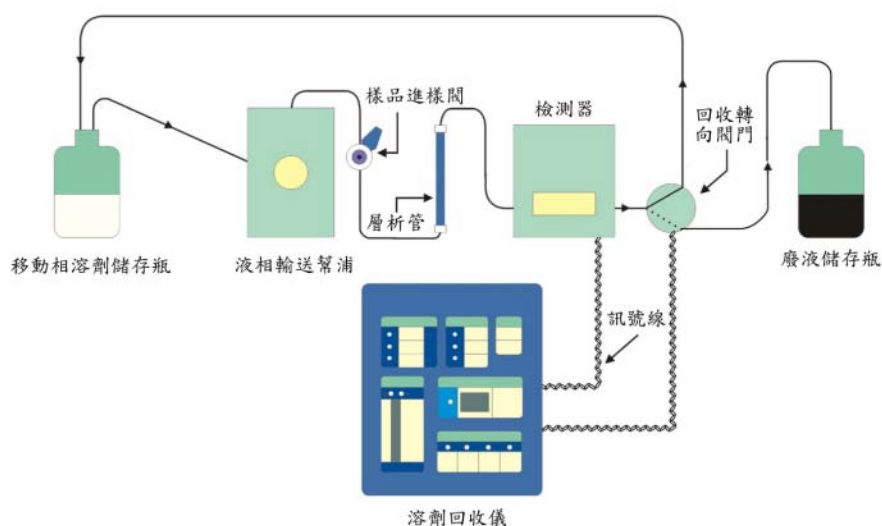 樣品進樣閥
檢測器
回收轉
向閥門
層析管
移動相溶劑儲存瓶
液相輸送幫浦
廢液儲存瓶
訊號線
溶劑回收儀